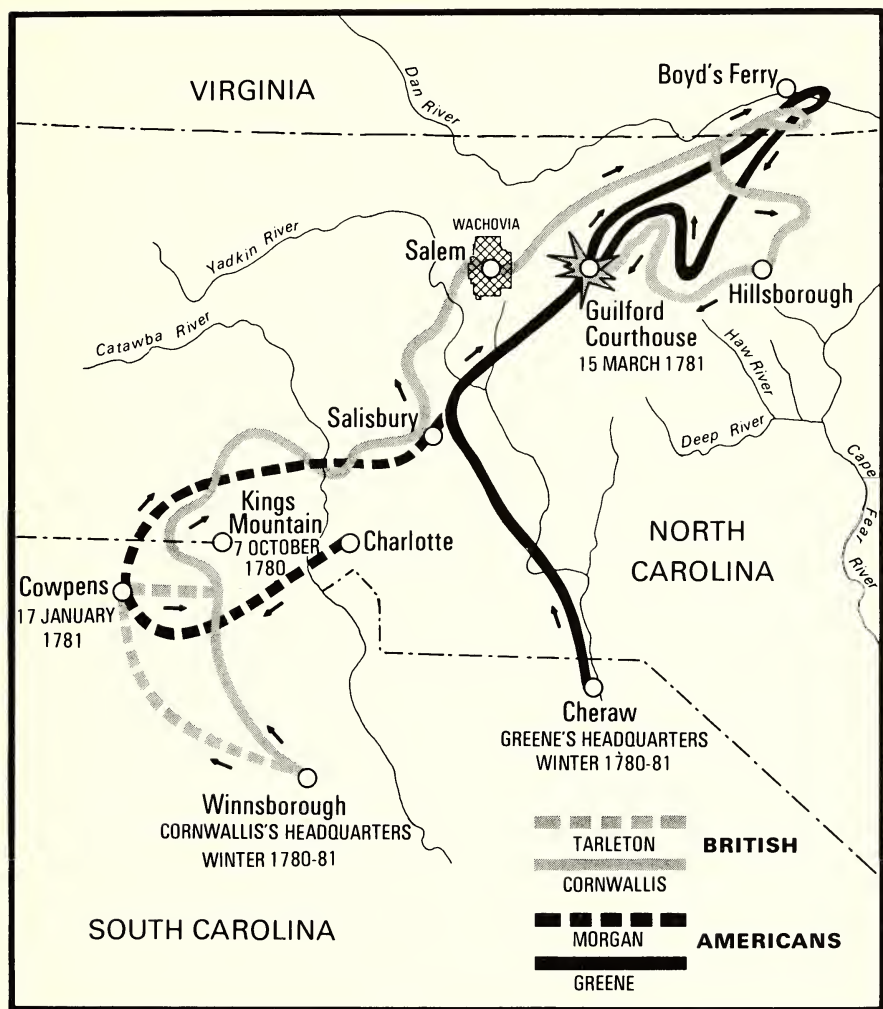 VIRGINIA
Dan River
Boyd's Ferry
Yadkin River
WACHOVIA
Salem
Guilford
Courthouse
15 MARCH 1781
Hillsborough
Catawba River
Haw River
Deep River
Cape Fear River
Salisbury
Kings
Mountain
7 OCTOBER
1780
Charlotte
NORTH
CAROLINA
Cowpens
17 JANUARY
1781
Cheraw
GREENE'S HEADQUARTERS
WINTER 1780-81
Winnsborough
CORNWALLIS'S HEADQUARTERS
WINTER 1780-81
SOUTH CAROLINA
TARLETON
BRITISH
CORNWALLIS
MORGAN
AMERICANS
GREENE